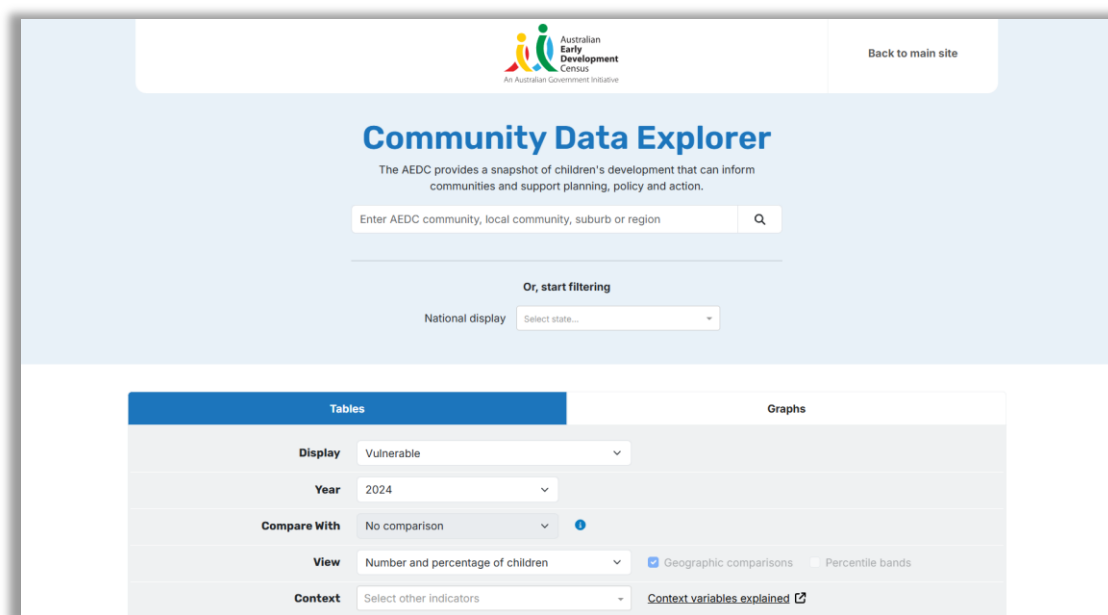 Australian
Early
Development
Census
An Australian Government Initiative
Back to main site
Community Data Explorer
The AEDC provides a snapshot of children's development that can inform
communities and support planning, policy and action.
Enter AEDC community, local community, suburb or region
Or, start filtering
National display Select state...
Tables Graphs
Display Vulnerable
Year 2024
Compare With No comparison
View Number and percentage of children Geographic comparisons Percentile bands
Context Select other indicators Context variables explained